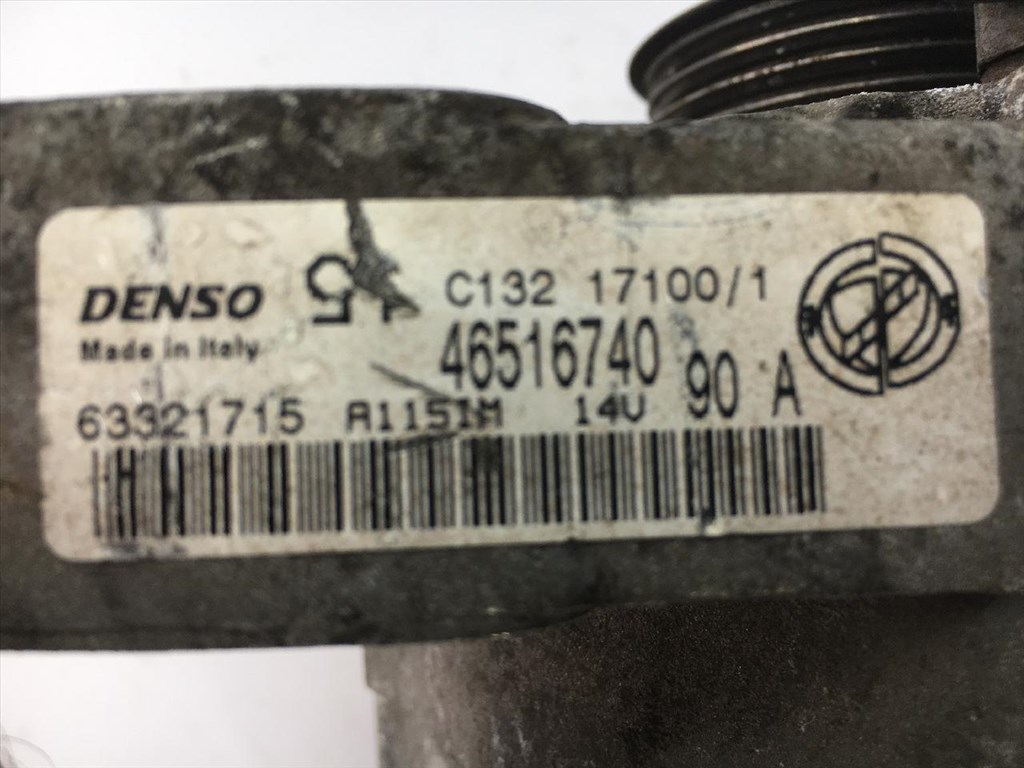 DENSO C132 17100/1
Made in Italy 46516740 90 A
63321715 A115IM 14V